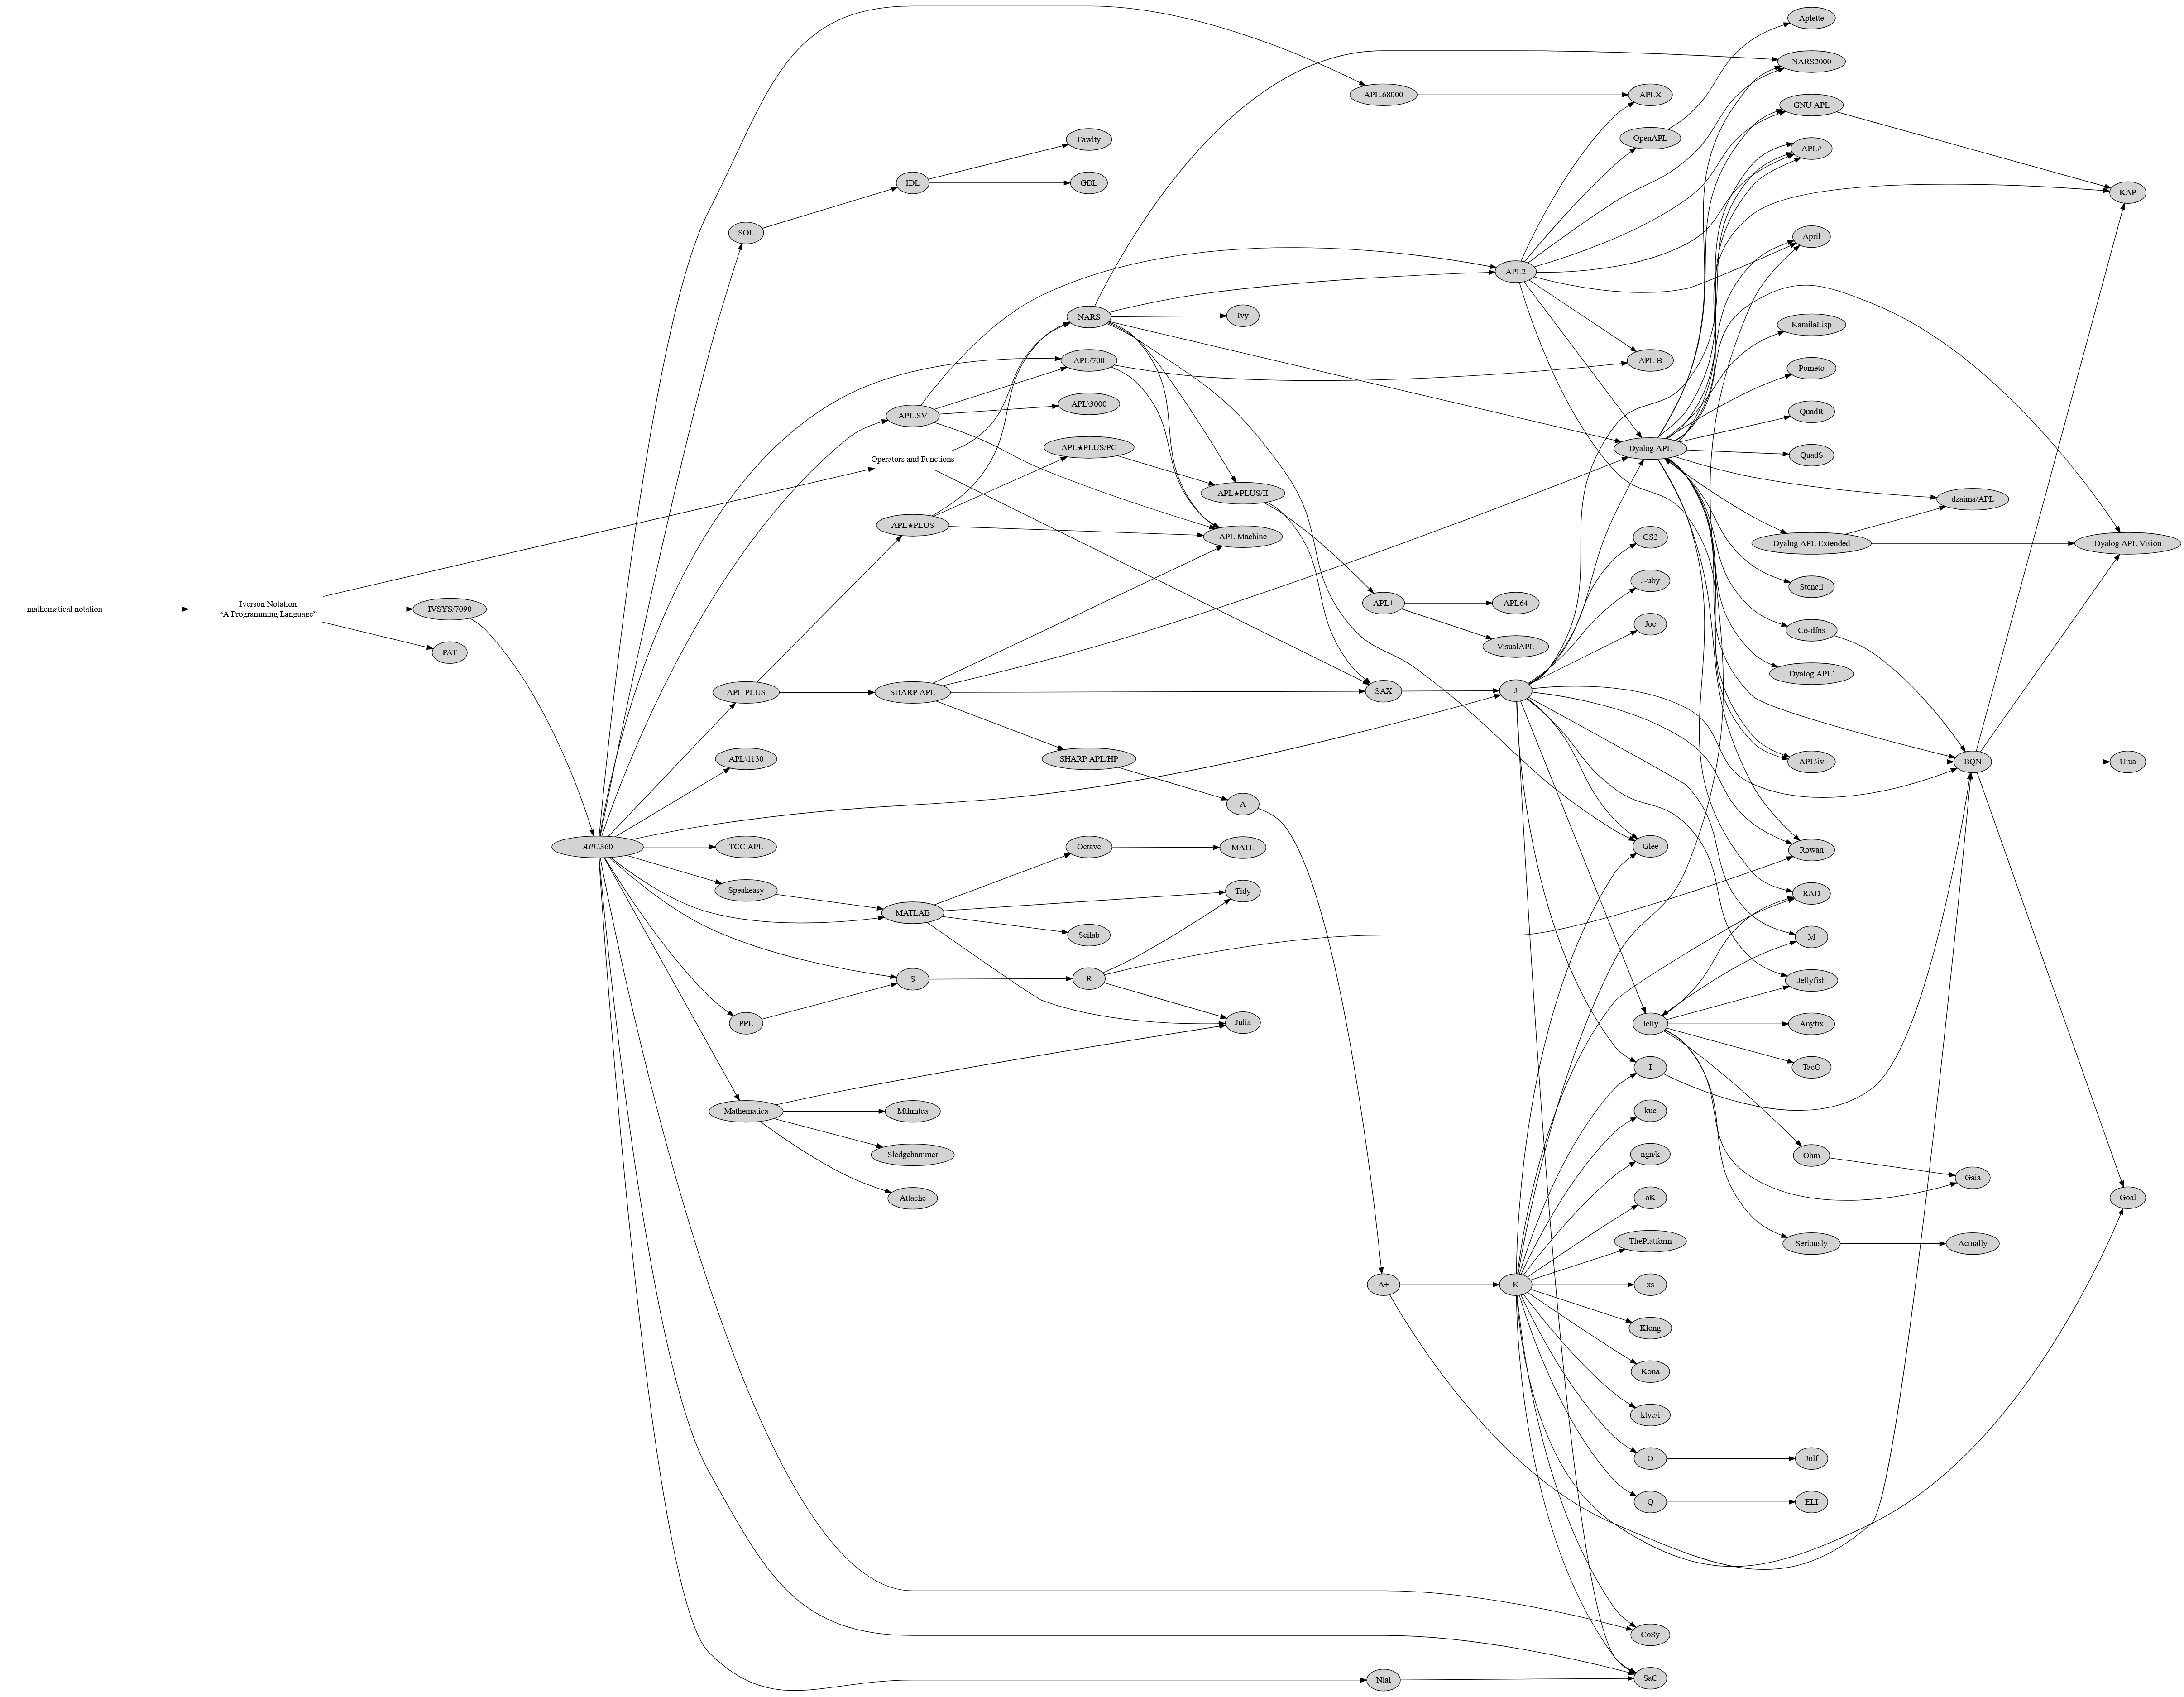 mathematical notation
Iverson Notation
“A Programming Language”
IVSYS/7090
PAT
APL\360
SOL
APL PLUS
APL\1130
TCC APL
Speakeasy
PPL
Mathematica
IDL
APL.SV
Operators and Functions
APL★PLUS
SHARP APL
MATLAB
S
Mthmtca
Sledgehammer
Attache
Fawlty
GDL
NARS
APL/700
APL\3000
APL★PLUS/PC
SHARP APL/HP
Octave
Scilab
R
Ivy
APL★PLUS/II
APL Machine
A
MATL
Tidy
Julia
APL.68000
APL+
SAX
A+
Nial
APL2
APL64
VisualAPL
J
K
APLX
OpenAPL
APL B
Dyalog APL
GS2
J-uby
Joe
Glee
Jelly
I
kuc
ngn/k
oK
ThePlatform
xs
Klong
Kona
ktye/i
O
Q
CoSy
SaC
Aplette
NARS2000
GNU APL
APL#
April
KamilaLisp
Pometo
QuadR
QuadS
Dyalog APL Extended
Stencil
Co-dfns
Dyalog APL′
APL\iv
Rowan
RAD
M
Jellyfish
Anyfix
TacO
Ohm
Seriously
Jolf
ELI
dzaima/APL
BQN
Gaia
Actually
KAP
Dyalog APL Vision
Uiua
Goal